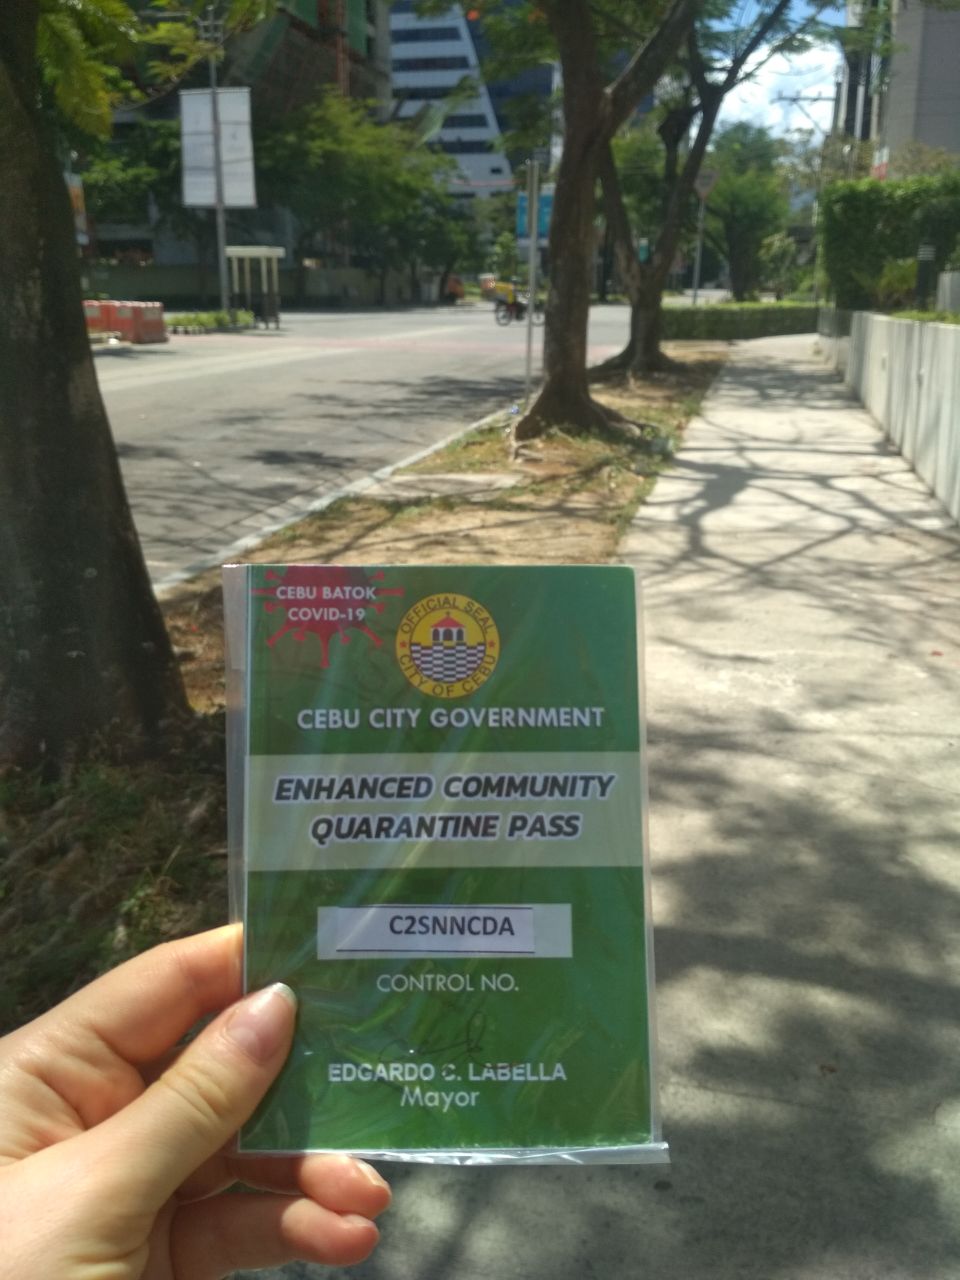 CEBU BATOK
COVID-19
OFFICIAL SEAL
CITY OF CEBU
CEBU CITY GOVERNMENT
ENHANCED COMMUNITY
QUARANTINE PASS
C2SNNCDA
CONTROL NO.
EDGARDO C. LABELLA
Mayor